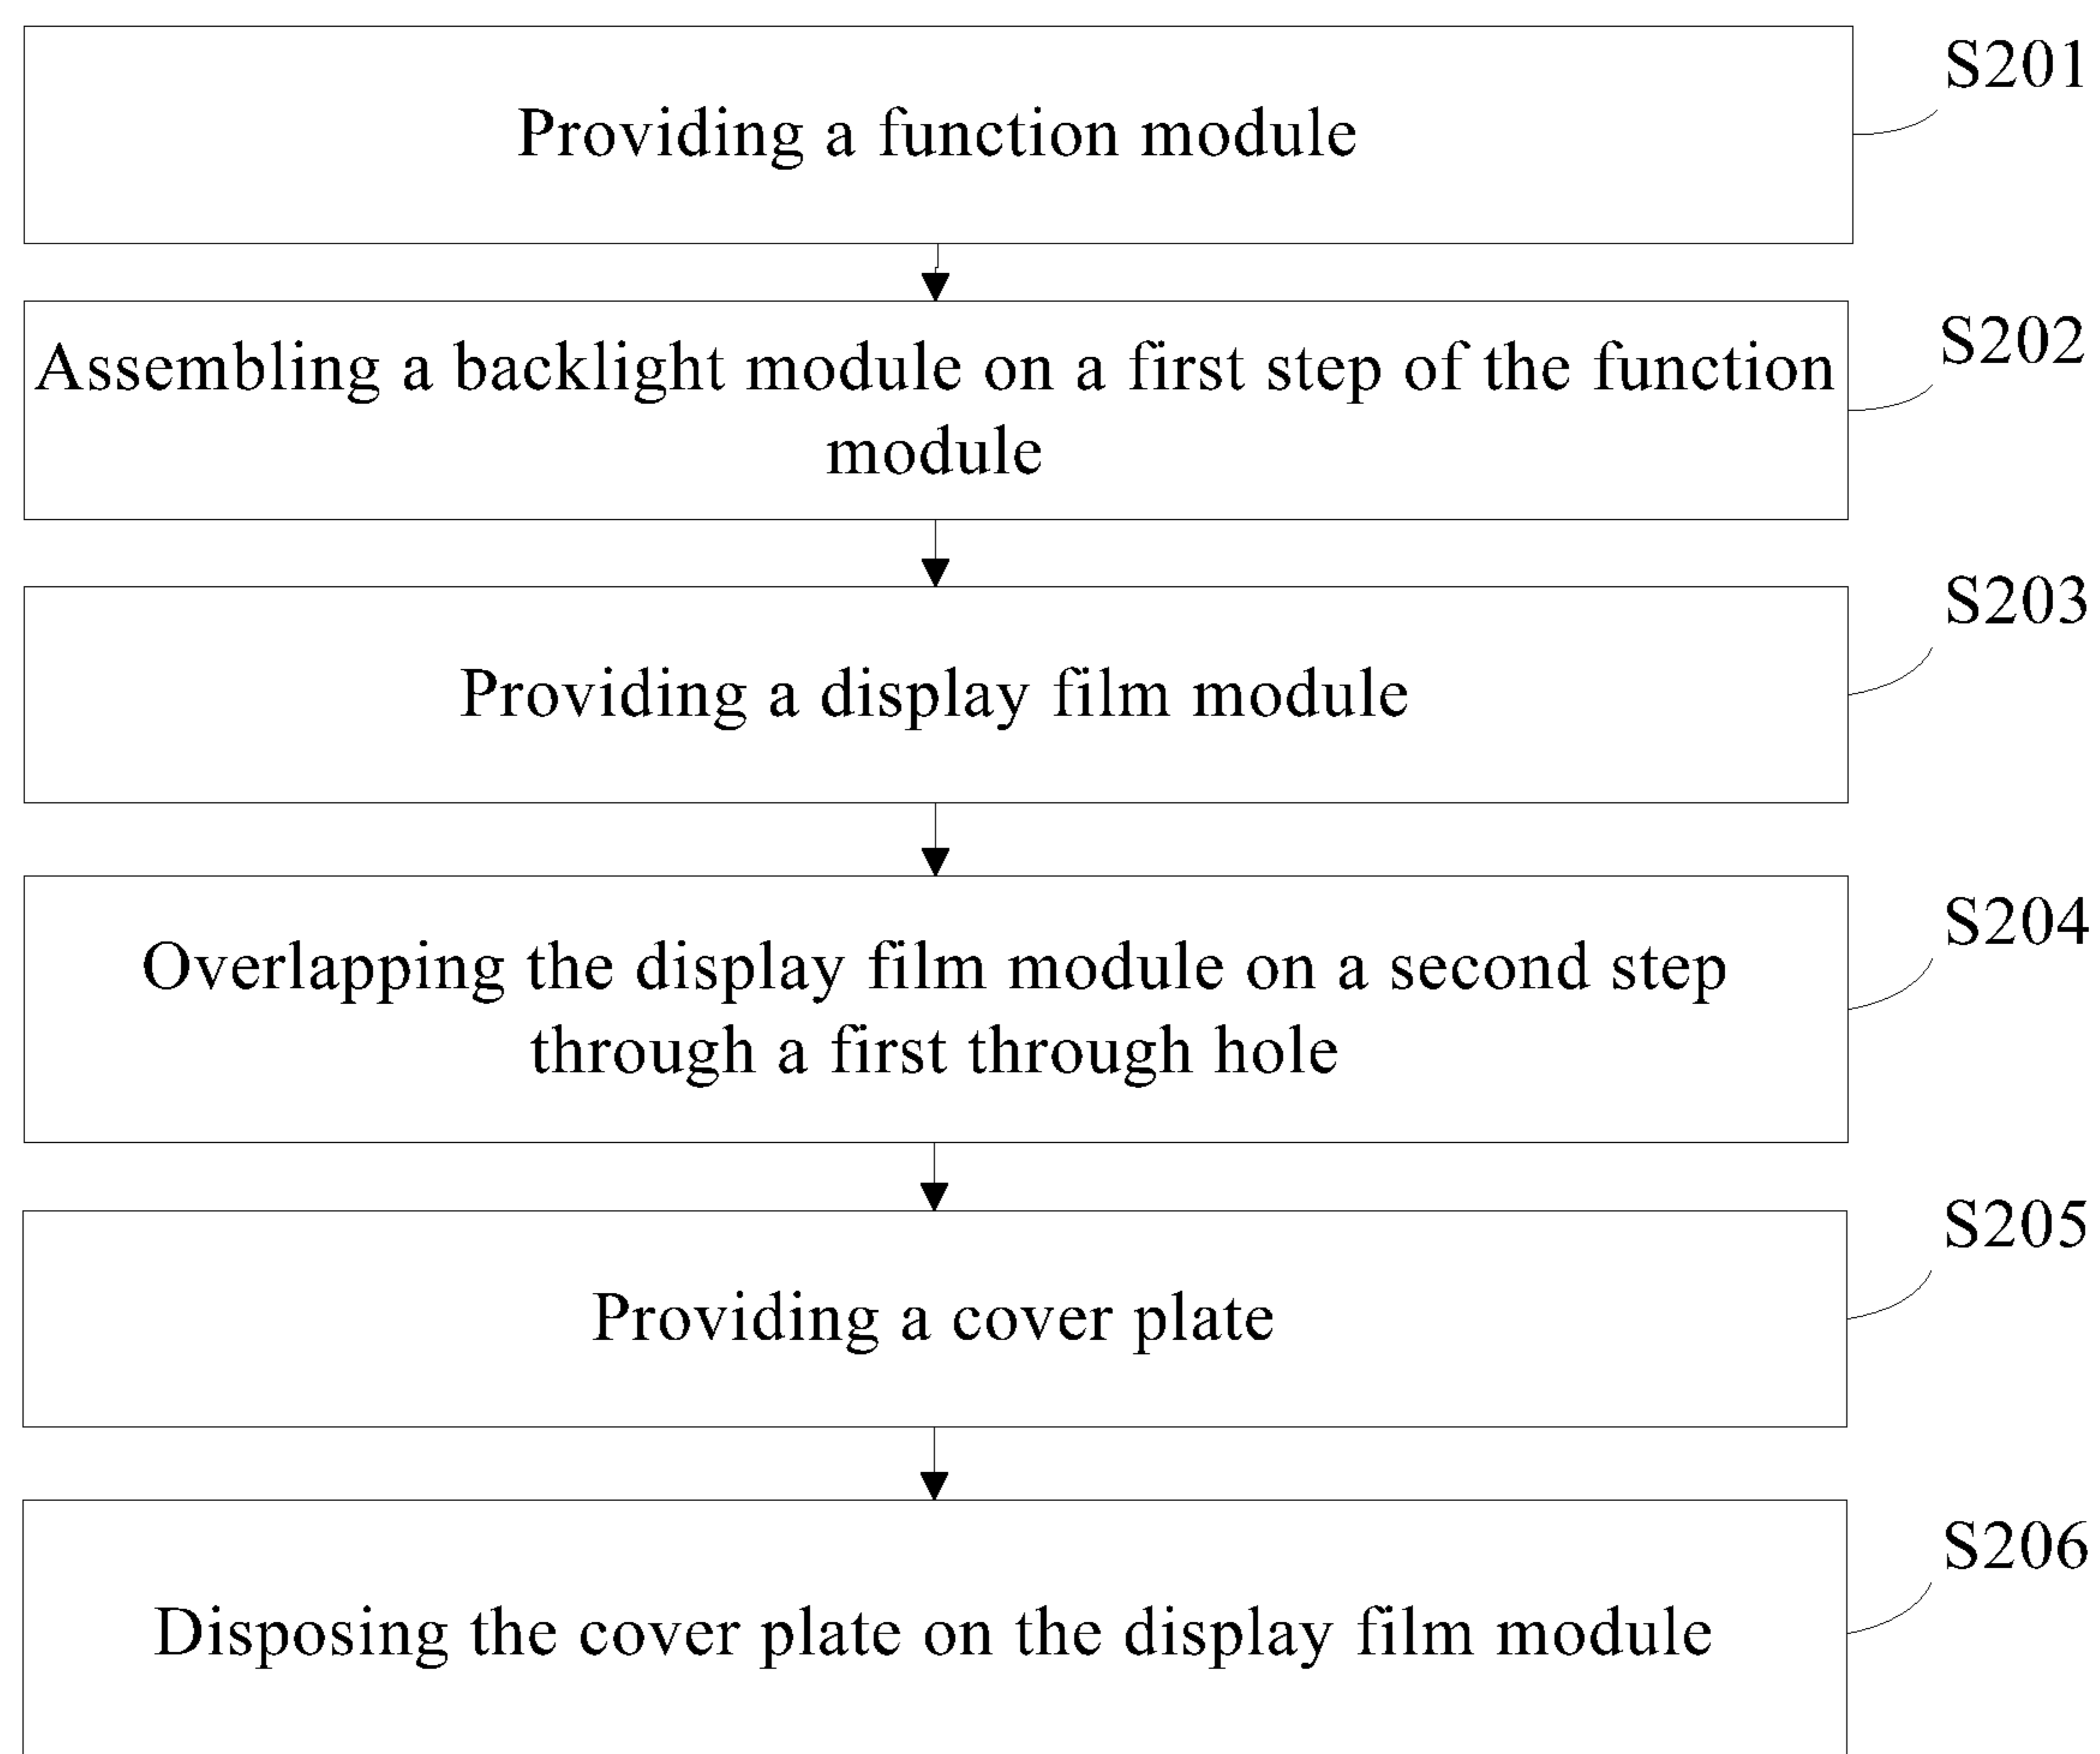 S201
Providing a function module
S202
Assembling a backlight module on a first step of the function
module
S203
Providing a display film module
S204
Overlapping the display film module on a second step
through a first through hole
S205
Providing a cover plate
S206
Disposing the cover plate on the display film module